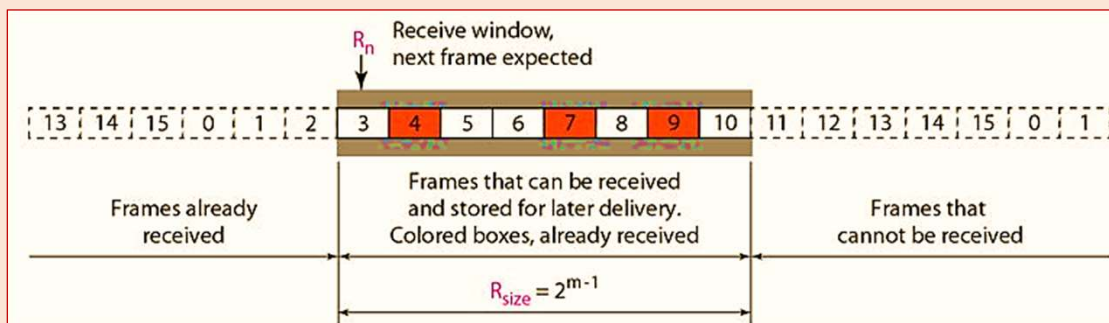 Receive window,
Rn
next frame expected
13 14 15 0 1 2 3 4 5 6 7 8 9 10 11 12 13 14 15 0 1
Frames already
received
Frames that can be received
and stored for later delivery.
Colored boxes, already received
Frames that
cannot be received
Rsize = 2^m-1